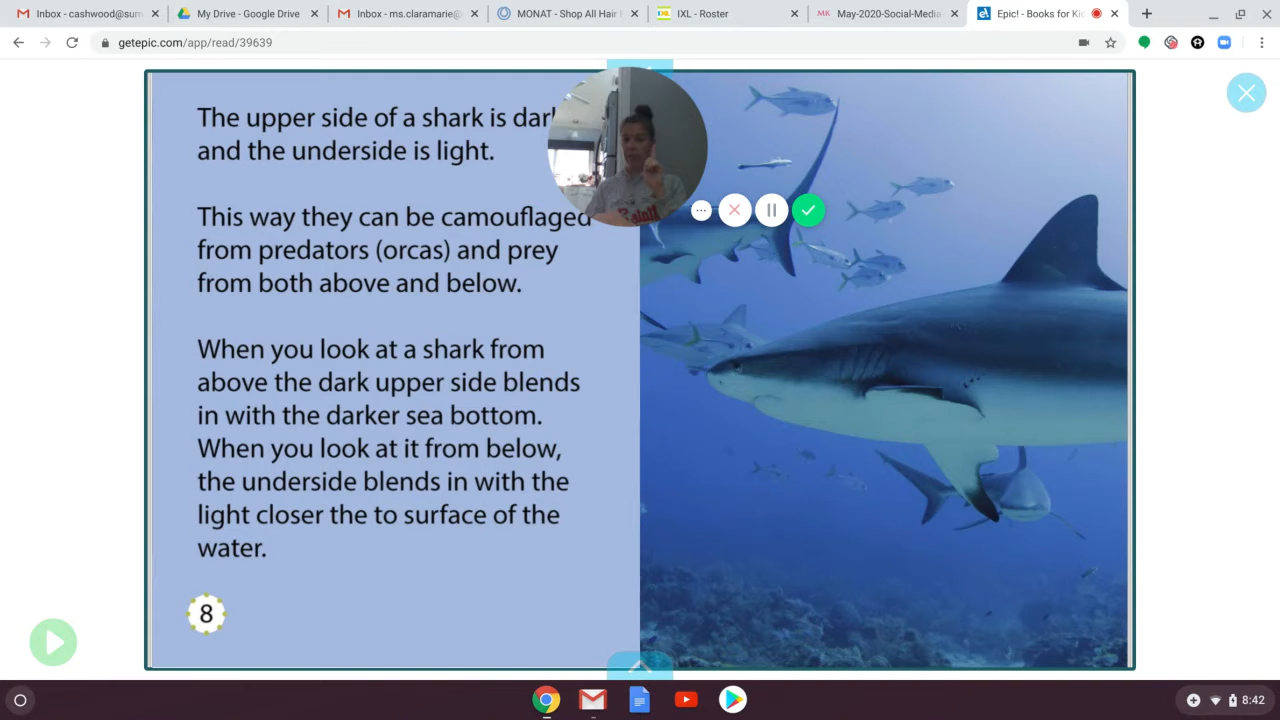 Inbox - cashwood@sum
My Drive - Google Drive
Inbox - mr.claramarie@
MONAT - Shop All Hair
IXL - Roster
May-2020-Social-Media-
Epic! - Books for Kid
getepic.com/app/read/39639
The upper side of a shark is dark
and the underside is light.
This way they can be camouflaged
from predators (orcas) and prey
from both above and below.
When you look at a shark from
above the dark upper side blends
in with the darker sea bottom.
When you look at it from below,
the underside blends in with the
light closer the to surface of the
water.
8
8:42